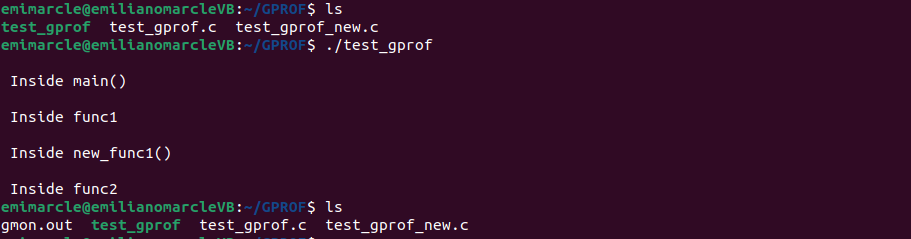 emimarcle@emilianomarcleVB:~/GPROF$ ls
test_gprof  test_gprof.c  test_gprof_new.c
emimarcle@emilianomarcleVB:~/GPROF$ ./test_gprof
Inside main()
Inside func1
Inside new_func1()
Inside func2
emimarcle@emilianomarcleVB:~/GPROF$ ls
gmon.out  test_gprof  test_gprof.c  test_gprof_new.c